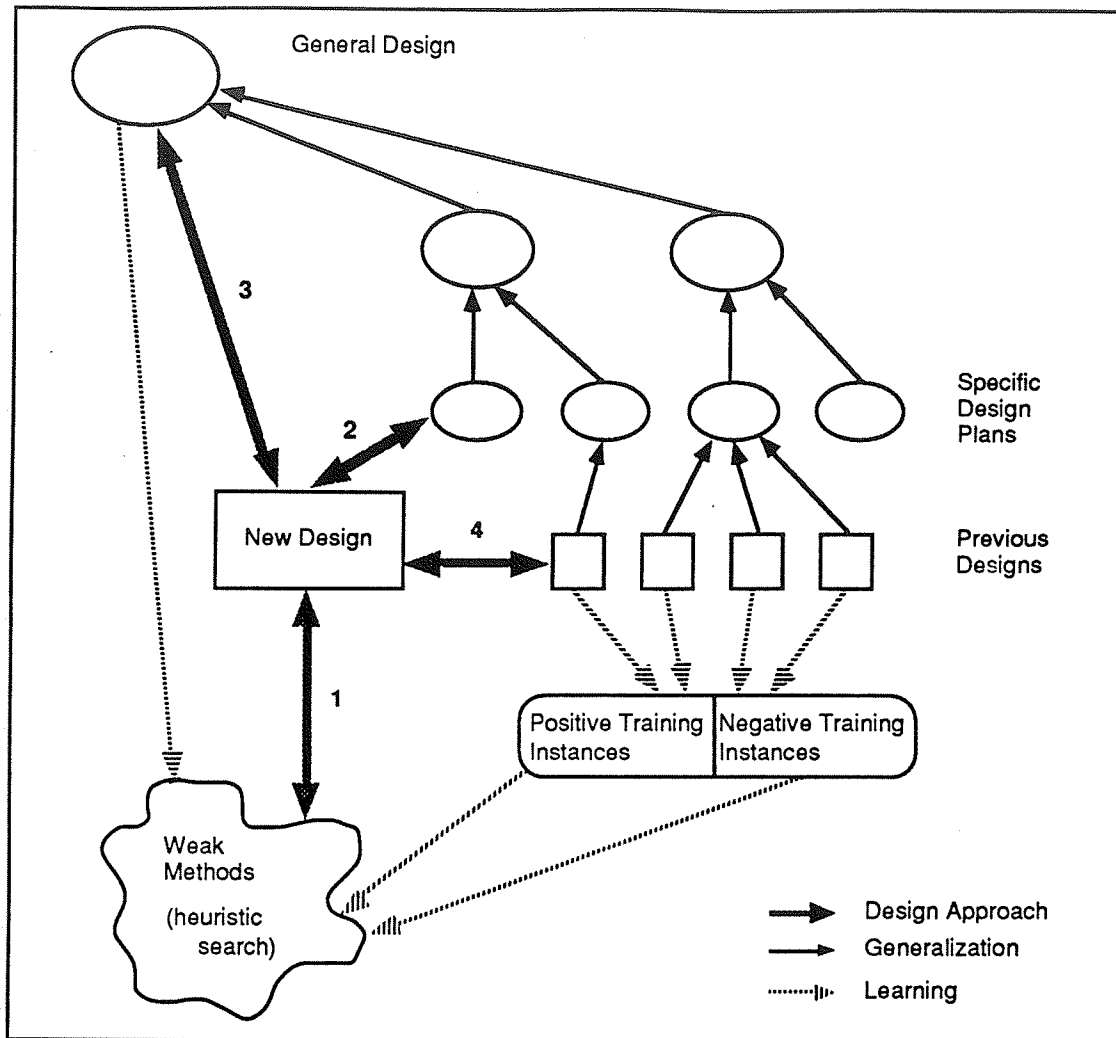 General Design
3
Specific
Design
Plans
2
New Design
4
Previous
Designs
1
Positive Training
Instances
Negative Training
Instances
Weak
Methods
(heuristic
search)
Design Approach
Generalization
Learning